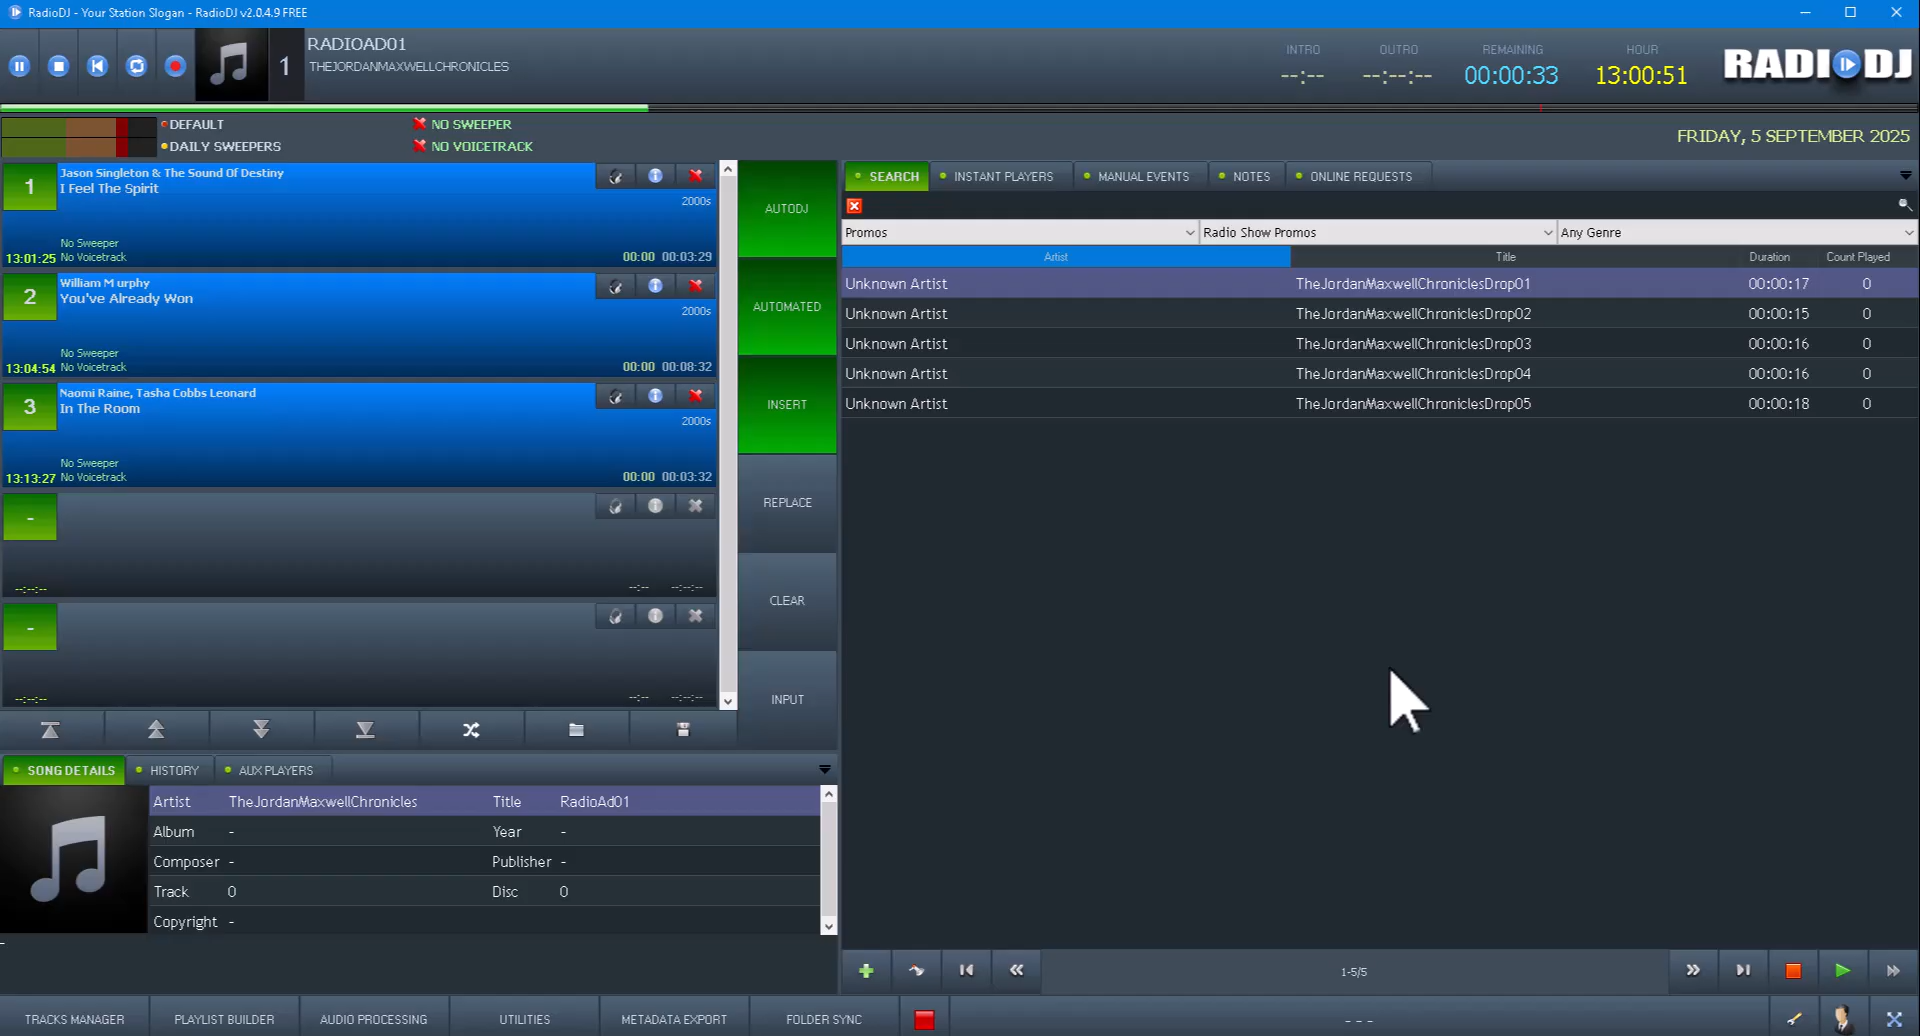 RadioDJ - Your Station Slogan - RadioDJ v2.0.4.9 FREE
1
RADIOAD01
THEJORDANMAXWELLCHRONICLES
INTRO OUTRO REMAINING HOUR
--:-- --:--:-- 00:00:33 13:00:51
RADIODJ
DEFAULT NO SWEEPER
DAILY SWEEPERS NO VOICETRACK
FRIDAY, 5 SEPTEMBER 2025
1
Jason Singleton & The Sound Of Destiny
I Feel The Spirit
2000s
No Sweeper
13:01:25 No Voicetrack 00:00 00:03:29
2
William M urphy
You've Already Won
2000s
No Sweeper
13:04:54 No Voicetrack 00:00 00:08:32
3
Naomi Raine, Tasha Cobbs Leonard
In The Room
2000s
No Sweeper
13:13:27 No Voicetrack 00:00 00:03:32
-
--:--:-- --:-- --:--:--
-
--:--:-- --:-- --:--:--
AUTODJ
AUTOMATED
INSERT
REPLACE
CLEAR
INPUT
SEARCH INSTANT PLAYERS MANUAL EVENTS NOTES ONLINE REQUESTS
Promos Radio Show Promos Any Genre
Artist Title Duration Count Played
Unknown Artist TheJordanMaxwellChroniclesDrop01 00:00:17 0
Unknown Artist TheJordanMaxwellChroniclesDrop02 00:00:15 0
Unknown Artist TheJordanMaxwellChroniclesDrop03 00:00:16 0
Unknown Artist TheJordanMaxwellChroniclesDrop04 00:00:16 0
Unknown Artist TheJordanMaxwellChroniclesDrop05 00:00:18 0
SONG DETAILS HISTORY AUX PLAYERS
Artist TheJordanMaxwellChronicles Title RadioAd01
Album - Year -
Composer - Publisher -
Track 0 Disc 0
Copyright -
-
1-5/5
TRACKS MANAGER PLAYLIST BUILDER AUDIO PROCESSING UTILITIES METADATA EXPORT FOLDER SYNC - - -